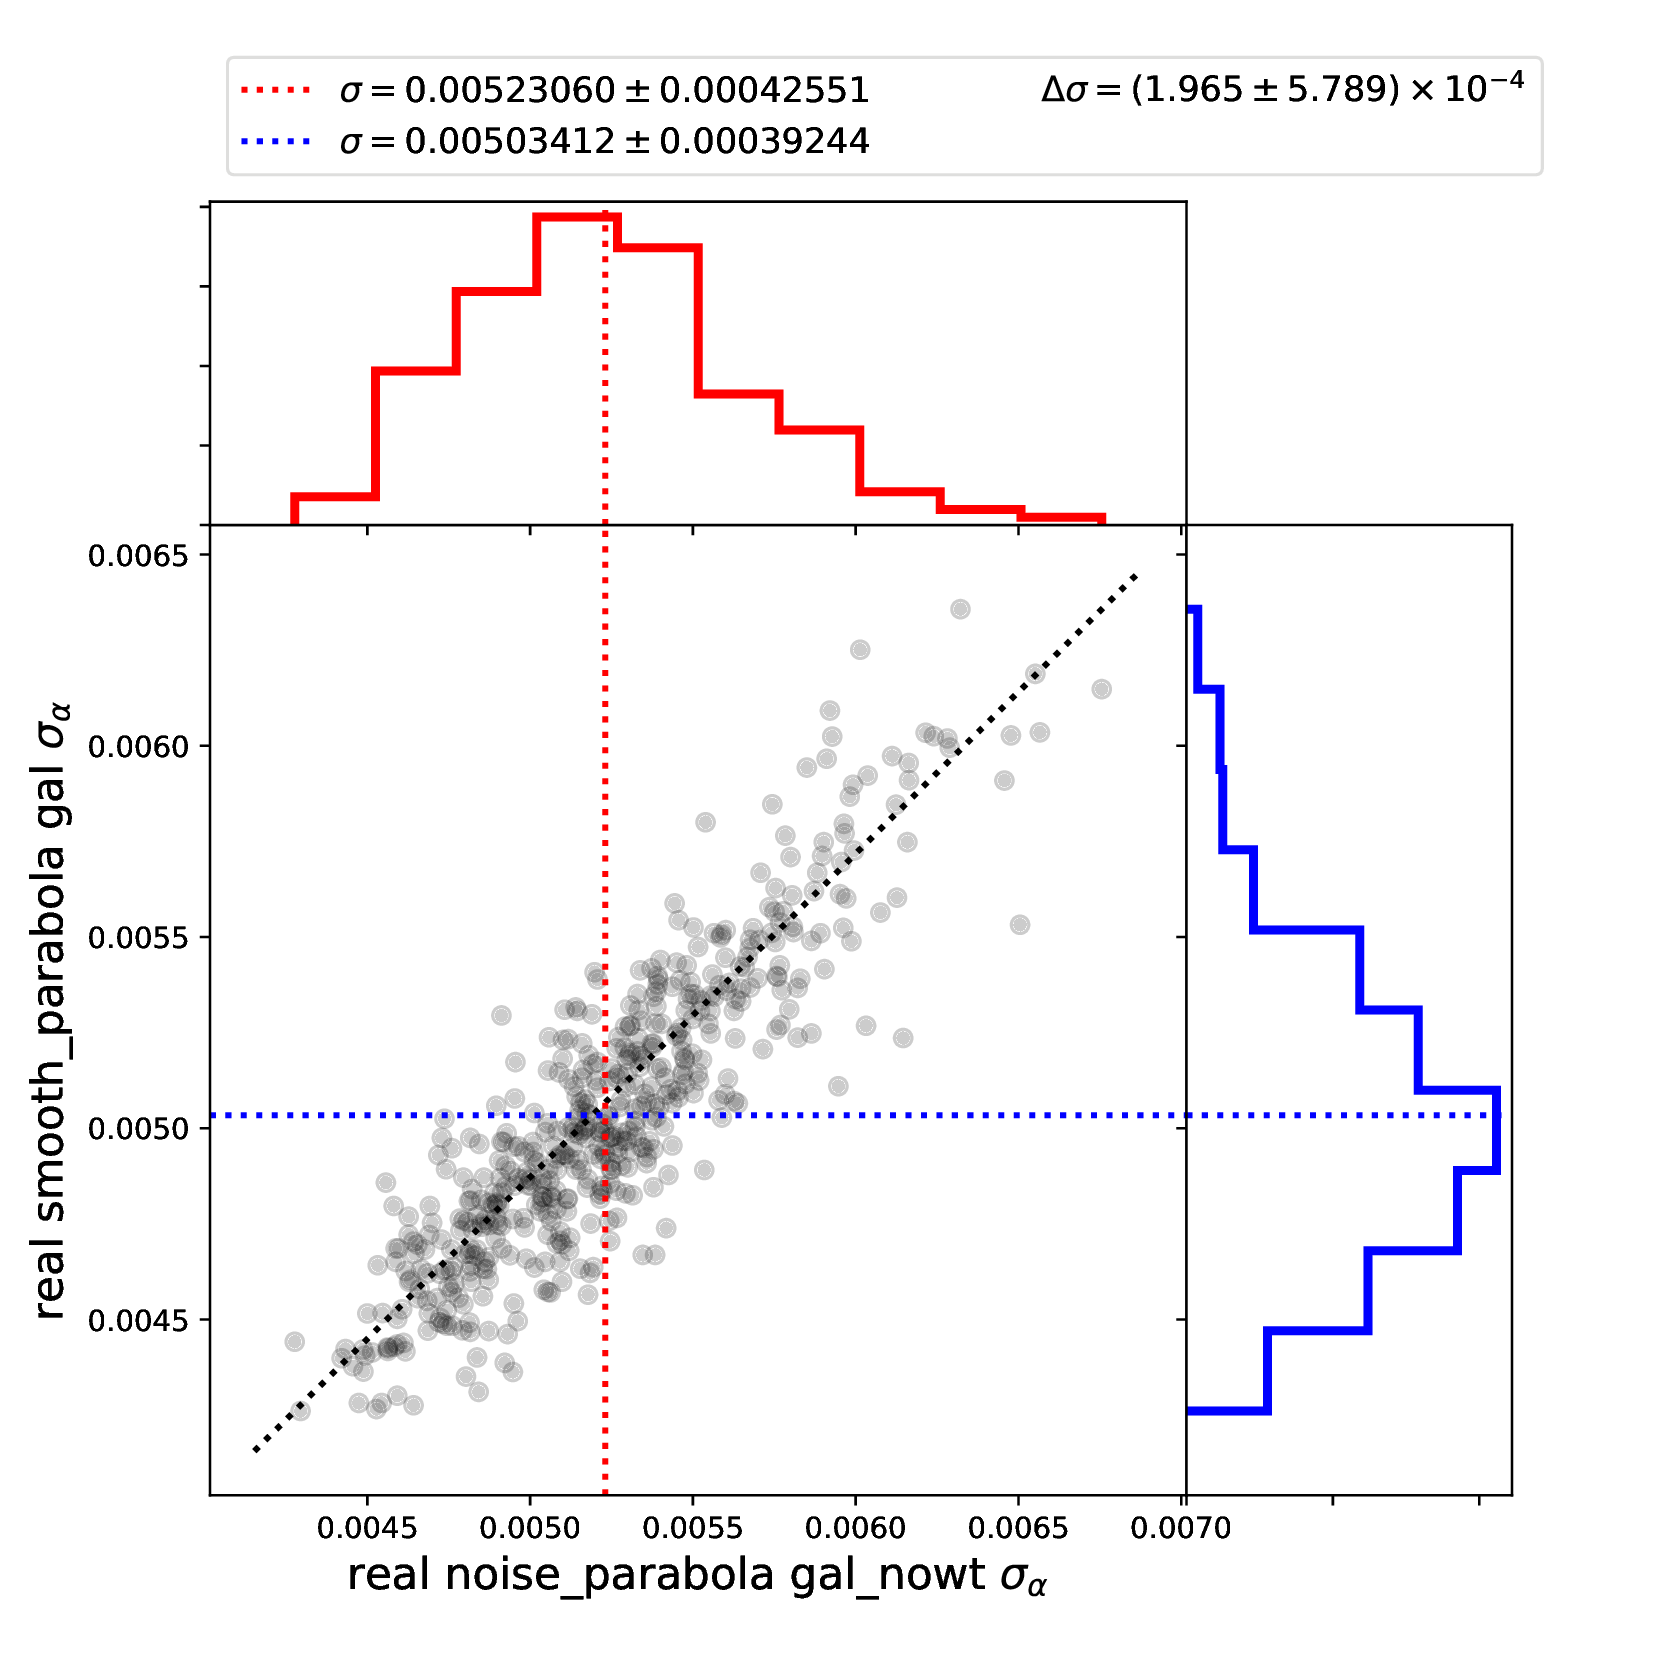 σ = 0.00523060 ± 0.00042551
σ = 0.00503412 ± 0.00039244
Δσ = (1.965 ± 5.789) × 10⁻⁴
0.0065
0.0060
0.0055
0.0050
0.0045
real smooth_parabola gal σ_α
0.0045 0.0050 0.0055 0.0060 0.0065 0.0070
real noise_parabola gal_nowt σ_α